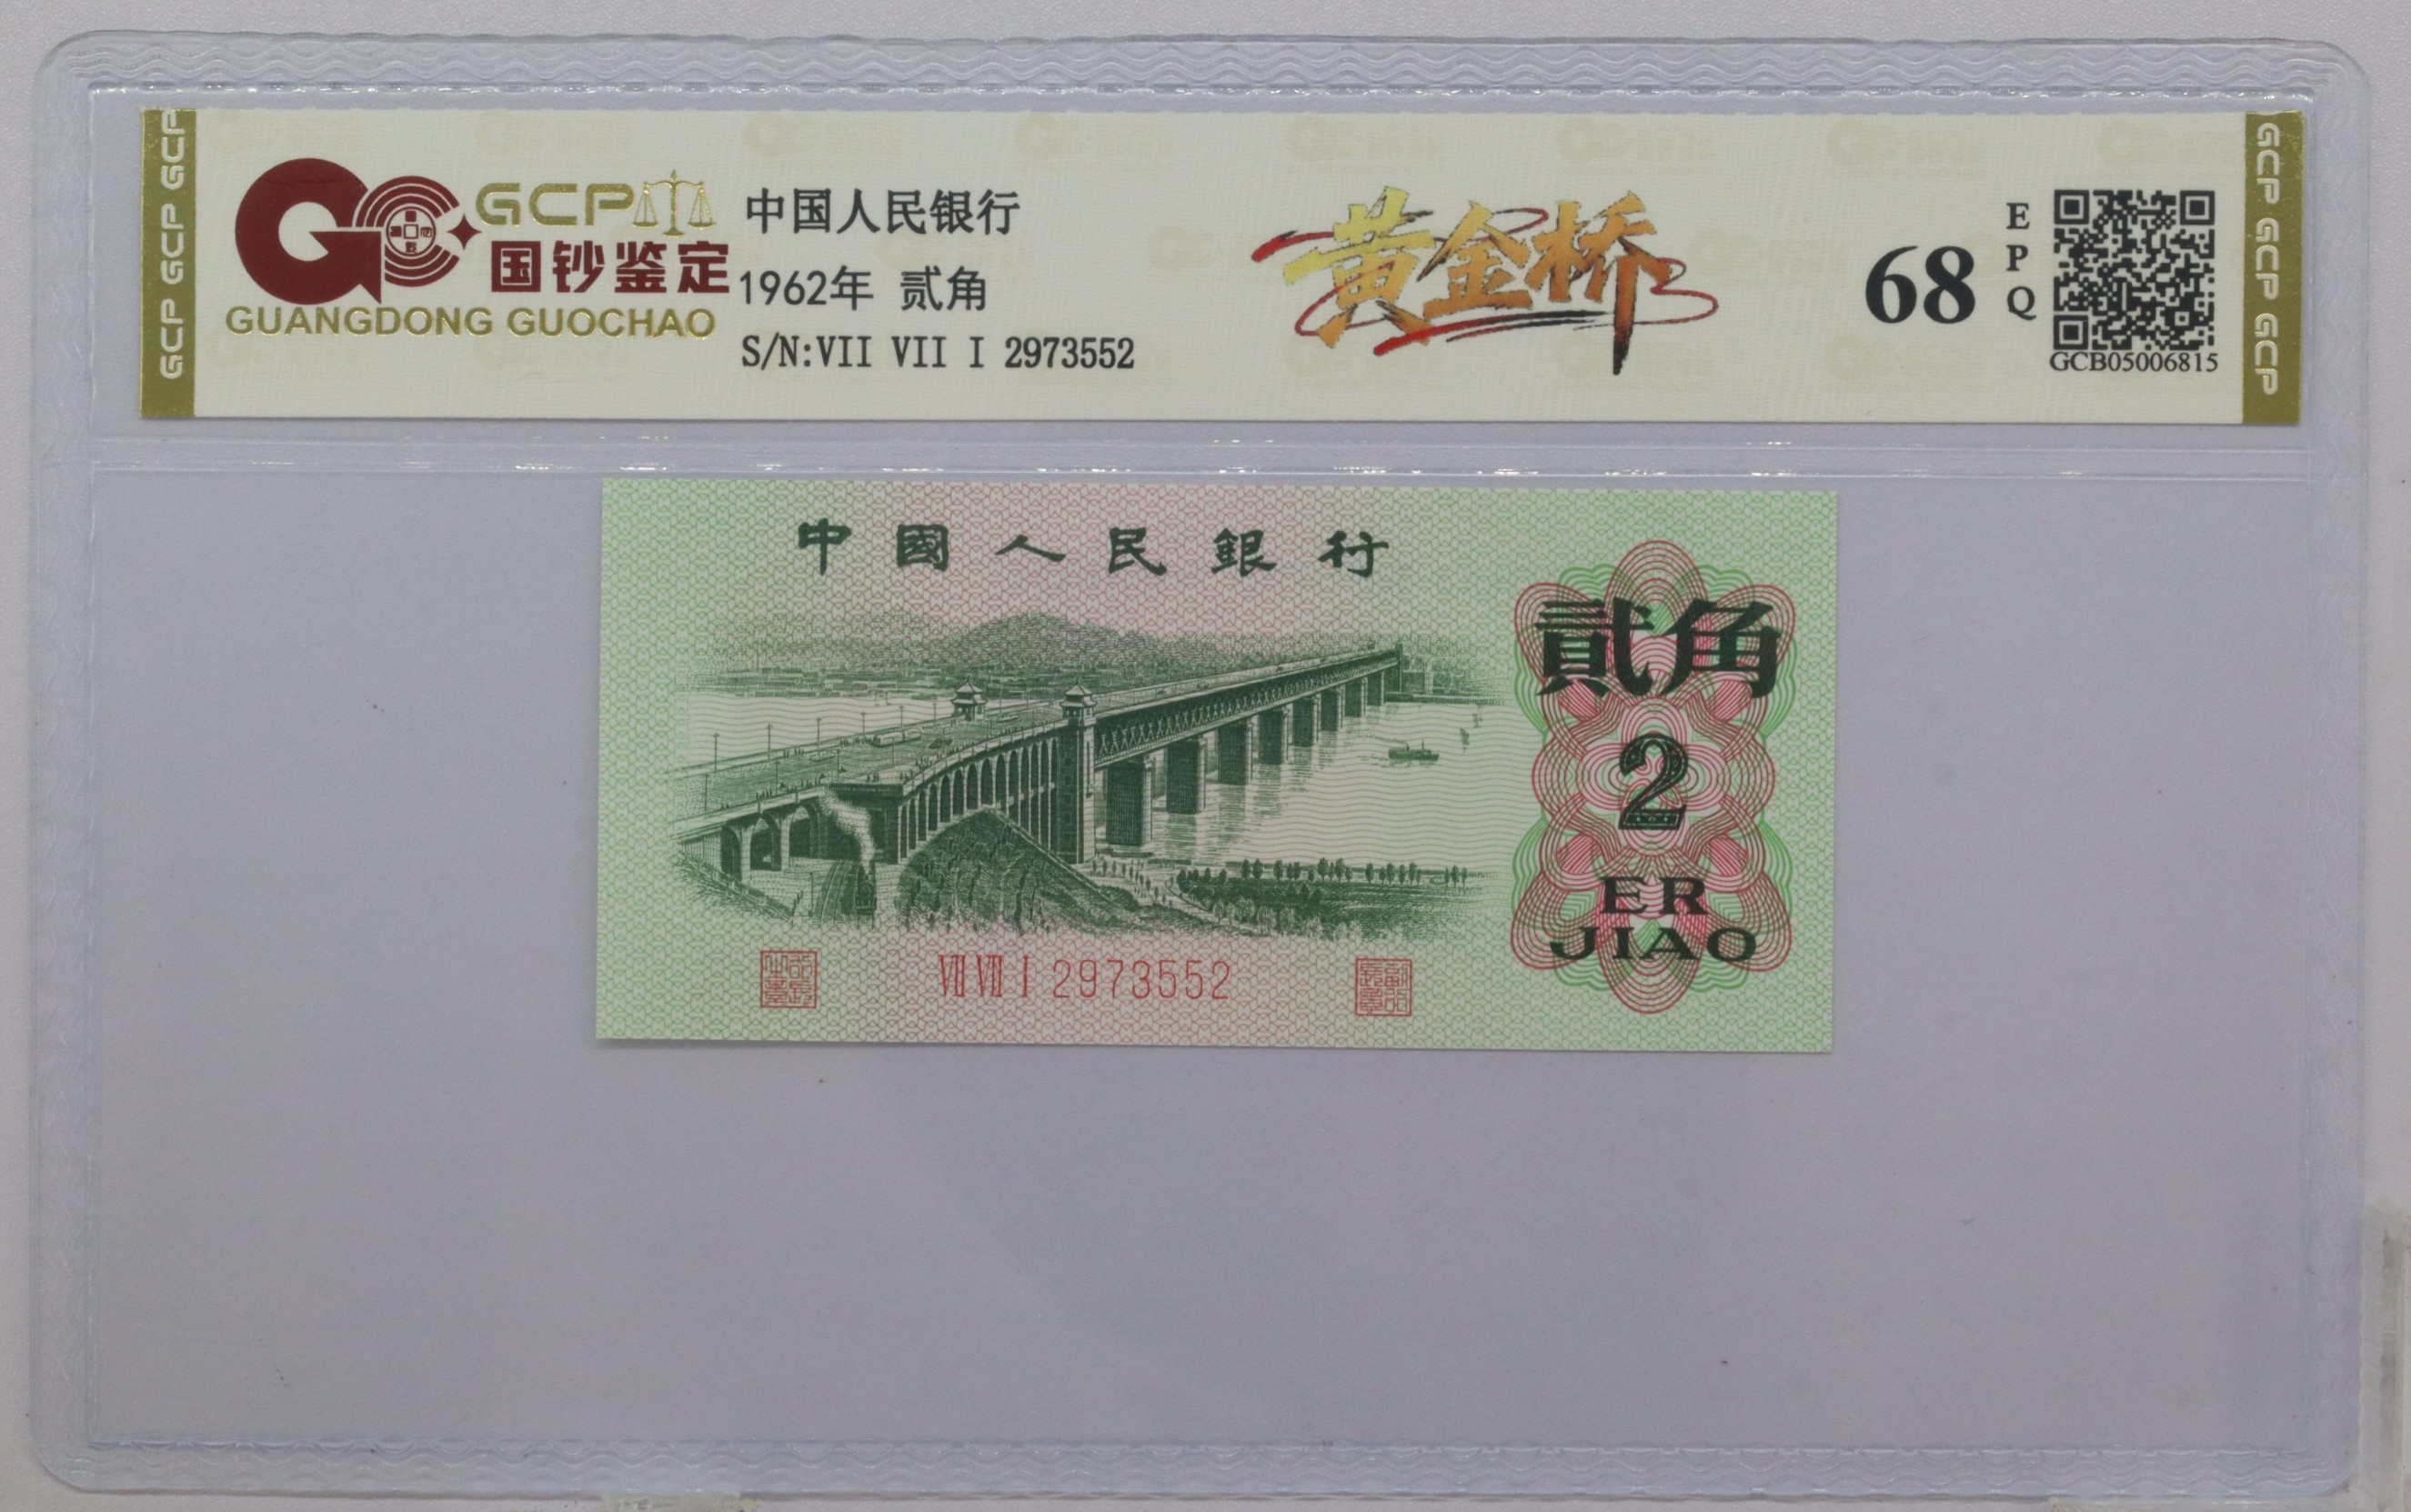 GCP GCP GCP
GCP
国钞鉴定
GUANGDONG GUOCHAO
中国人民银行
1962年 贰角
S/N:VII VII I 2973552
黄金桥
68
EPQ
GCB05006815
GCP GCP GCP
中國人民銀行
貳角
2
ER
JIAO
VII VII I 2973552